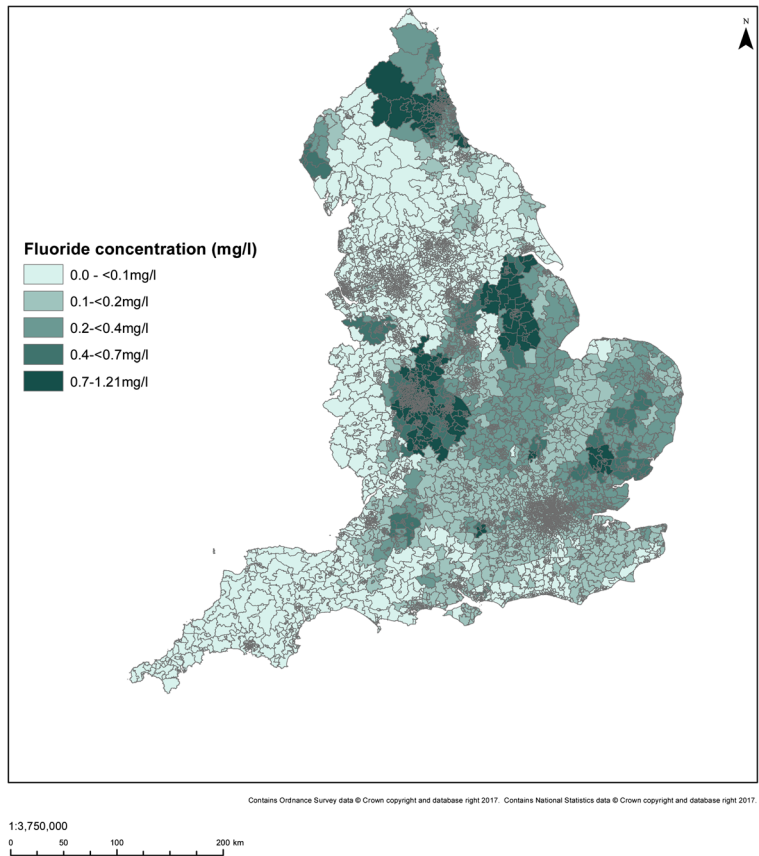 N
Fluoride concentration (mg/l)
0.0 - <0.1mg/l
0.1-<0.2mg/l
0.2-<0.4mg/l
0.4-<0.7mg/l
0.7-1.21mg/l
Contains Ordnance Survey data © Crown copyright and database right 2017. Contains National Statistics data © Crown copyright and database right 2017.
1:3,750,000
0 50 100 200 km